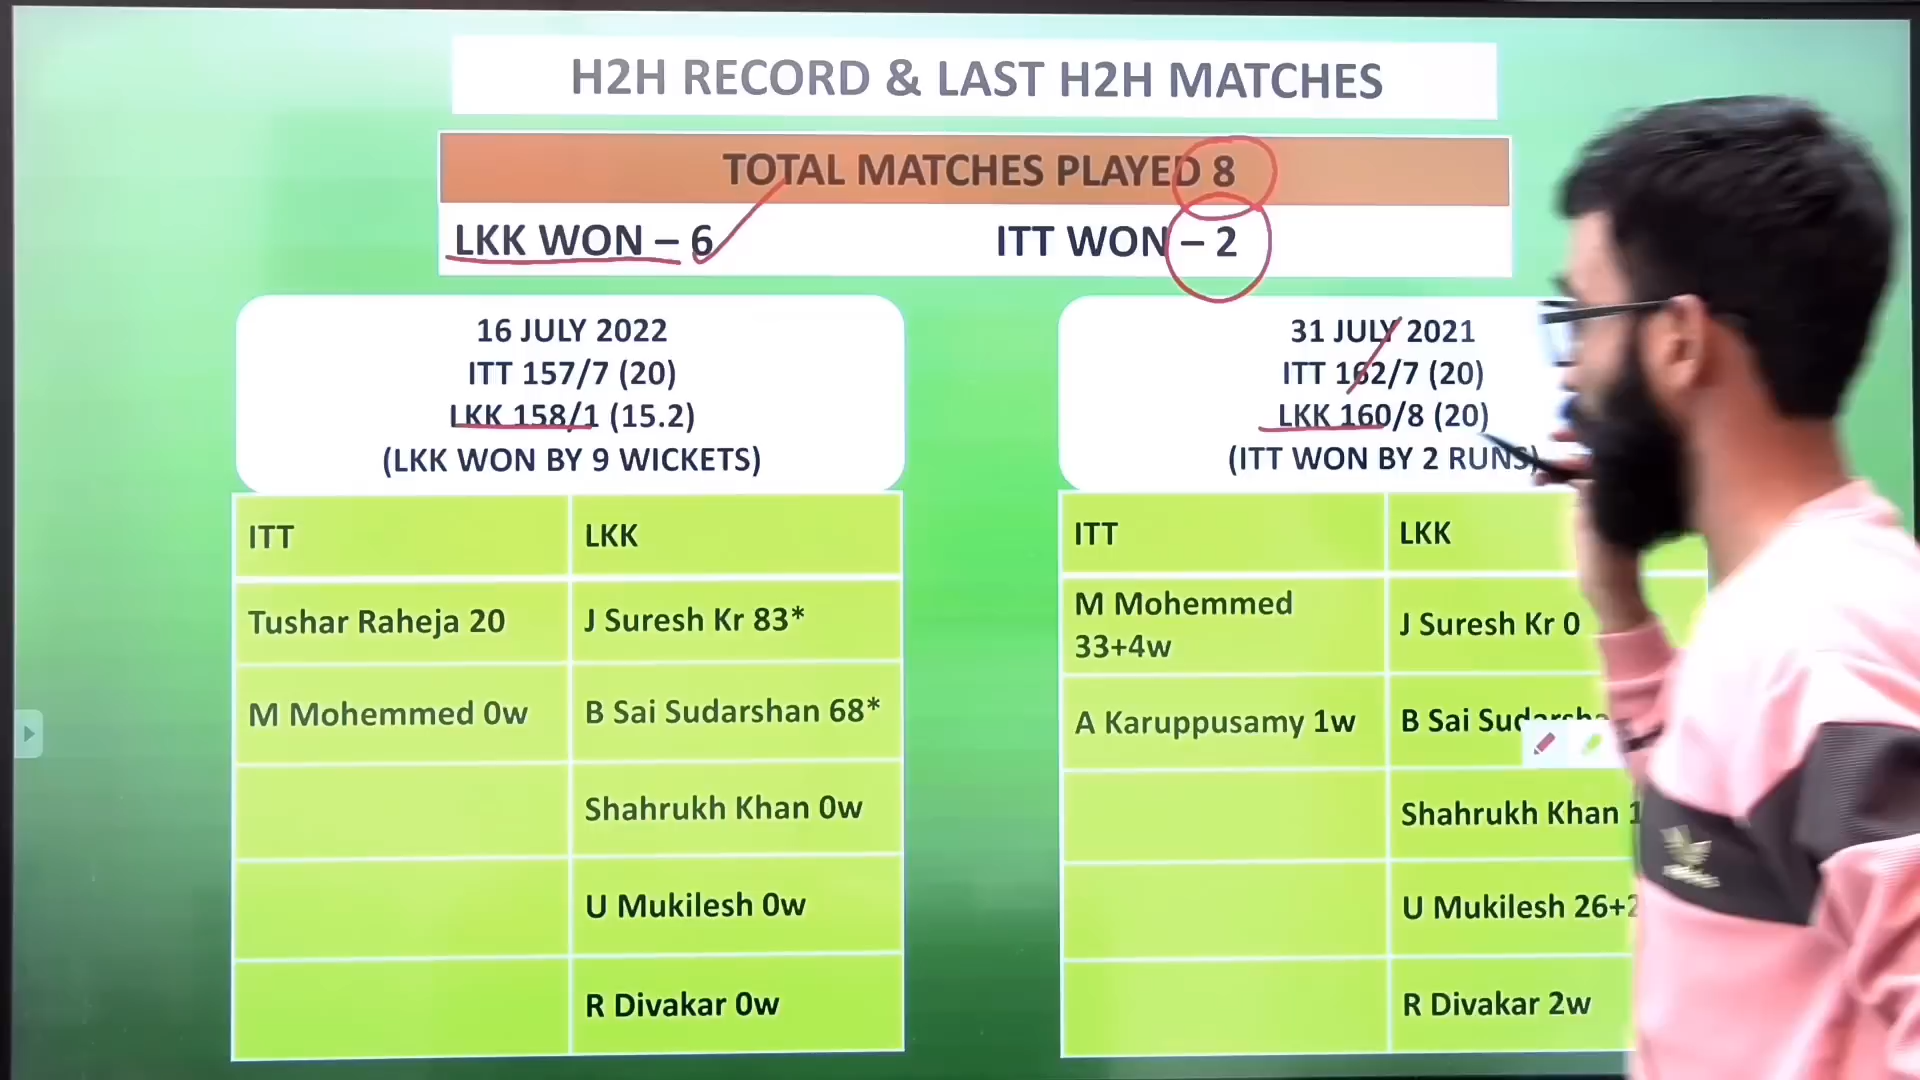 H2H RECORD & LAST H2H MATCHES
TOTAL MATCHES PLAYED 8
LKK WON – 6
ITT WON – 2
16 JULY 2022
ITT 157/7 (20)
LKK 158/1 (15.2)
(LKK WON BY 9 WICKETS)
ITT
LKK
Tushar Raheja 20
J Suresh Kr 83*
M Mohemmed 0w
B Sai Sudarshan 68*
Shahrukh Khan 0w
U Mukilesh 0w
R Divakar 0w
31 JULY 2021
ITT 162/7 (20)
LKK 160/8 (20)
(ITT WON BY 2 RUNS)
ITT
LKK
M Mohemmed
33+4w
J Suresh Kr 0
A Karuppusamy 1w
B Sai
Shahrukh Khan
U Mukilesh
R Divakar 2w